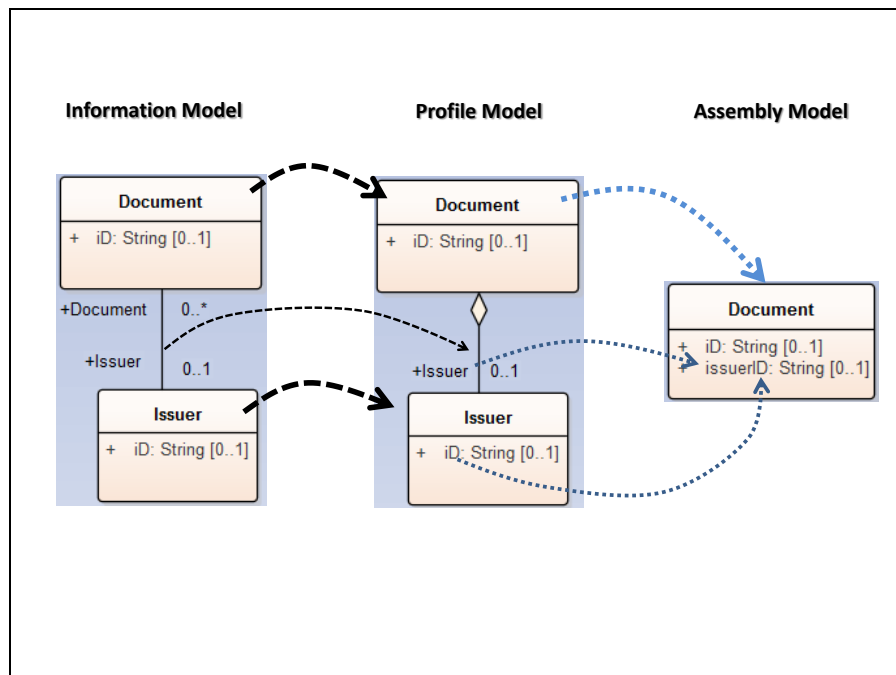 Information Model
Profile Model
Assembly Model
Document
+ iD: String [0..1]
+Document 0..*
+Issuer
0..1
Issuer
+ iD: String [0..1]
Document
+ iD: String [0..1]
+Issuer 0..1
Issuer
+ iD: String [0..1]
Document
+ iD: String [0..1]
+ issuerID: String [0..1]